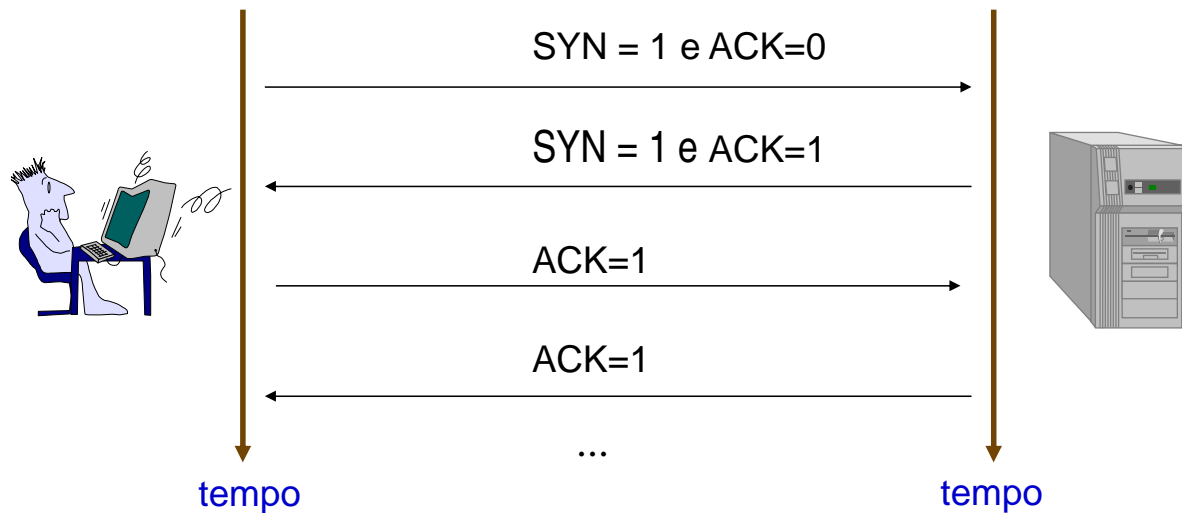 SYN = 1 e ACK=0
SYN = 1 e ACK=1
ACK=1
ACK=1
...
tempo
tempo